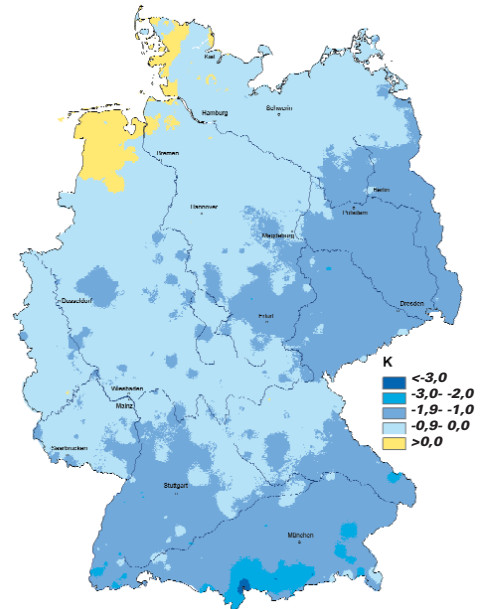 Kiel
Hamburg
Schwerin
Bremen
Berlin
Hannover
Potsdam
Magdeburg
Düsseldorf
Dresden
Erfurt
K
<-3,0
-3,0- -2,0
-1,9- -1,0
-0,9- 0,0
>0,0
Wiesbaden
Mainz
Saarbrücken
Stuttgart
München